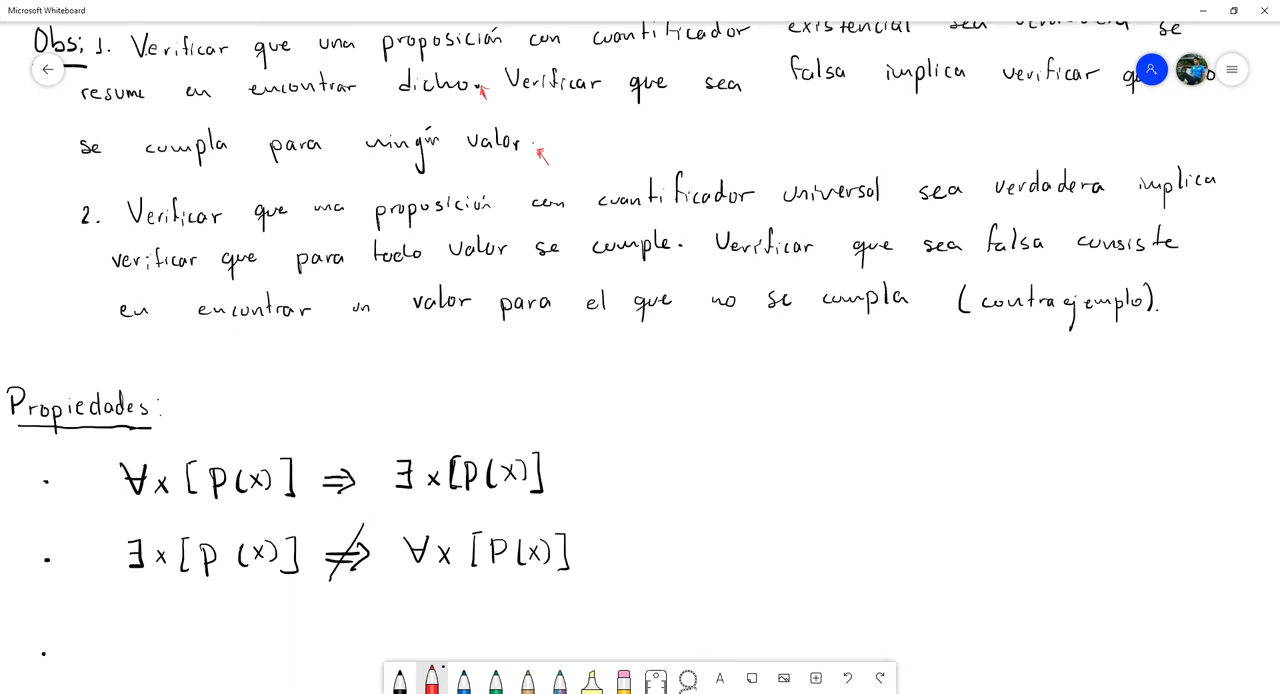 Microsoft Whiteboard
Obs: 1. Verificar que una proposición con cuantificador existencial sea se
resume en encontrar dicho. Verificar que sea falsa implica verificar
se cumpla para ningún valor.
2. Verificar que una proposición con cuantificador universal sea verdadera implica
verificar que para todo valor se cumple. Verificar que sea falsa consiste
en encontrar un valor para el que no se cumpla (contraejemplo).
Propiedades:
· ∀x [P(x)] ⇒ ∃x[P(x)]
· ∃x[P(x)] ⇏ ∀x [P(x)]
·